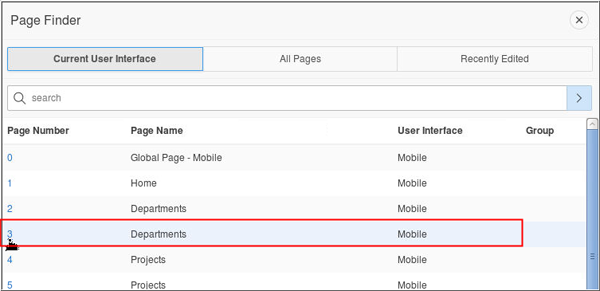 Page Finder
Current User Interface All Pages Recently Edited
search
Page Number Page Name User Interface Group
0 Global Page - Mobile Mobile
1 Home Mobile
2 Departments Mobile
3 Departments Mobile
4 Projects Mobile
5 Projects Mobile